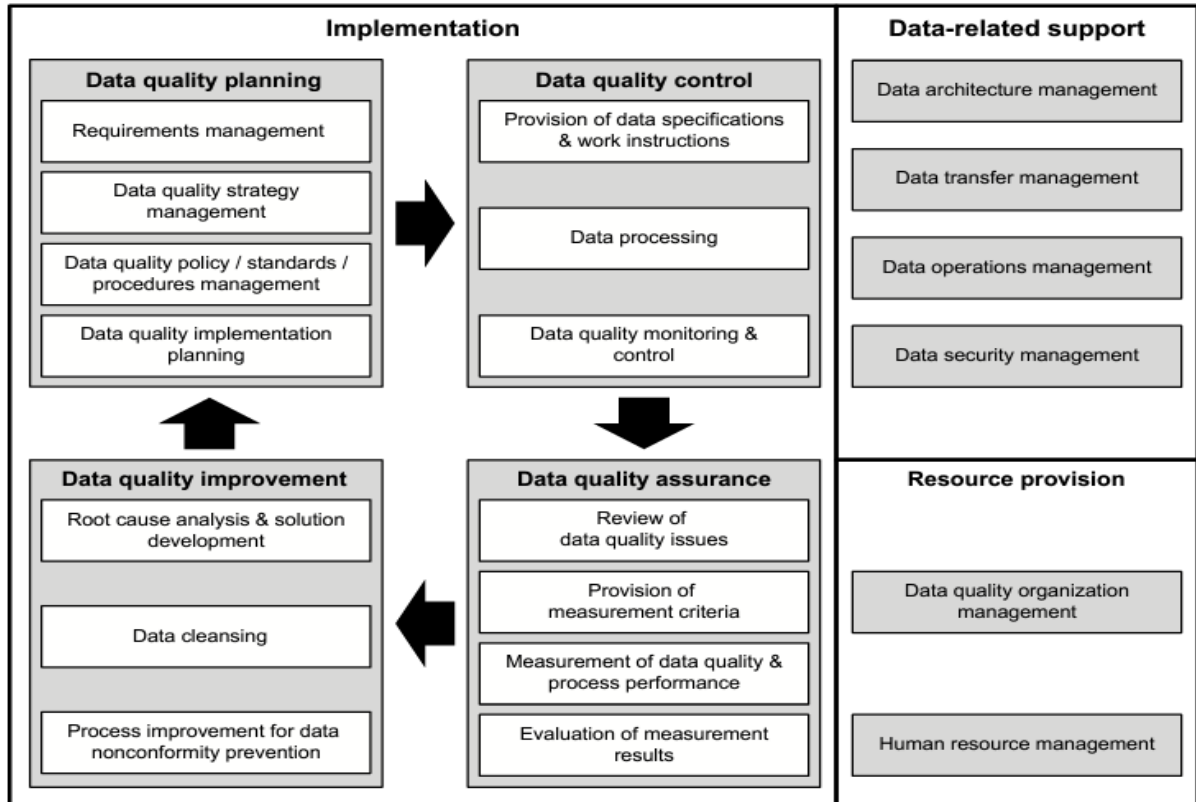 Implementation
Data quality planning
Requirements management
Data quality strategy
management
Data quality policy / standards /
procedures management
Data quality implementation
planning
Data quality control
Provision of data specifications
& work instructions
Data processing
Data quality monitoring &
control
Data quality improvement
Root cause analysis & solution
development
Data cleansing
Process improvement for data
nonconformity prevention
Data quality assurance
Review of
data quality issues
Provision of
measurement criteria
Measurement of data quality &
process performance
Evaluation of measurement
results
Data-related support
Data architecture management
Data transfer management
Data operations management
Data security management
Resource provision
Data quality organization
management
Human resource management